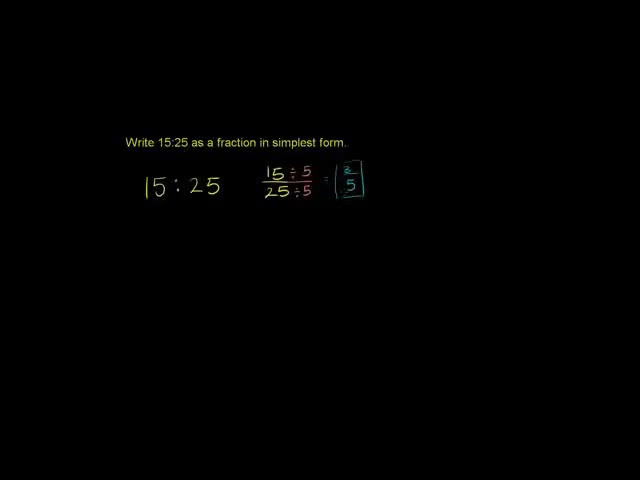 Write 15:25 as a fraction in simplest form.
15 : 25
15 ÷ 5
25 ÷ 5
= 3
5